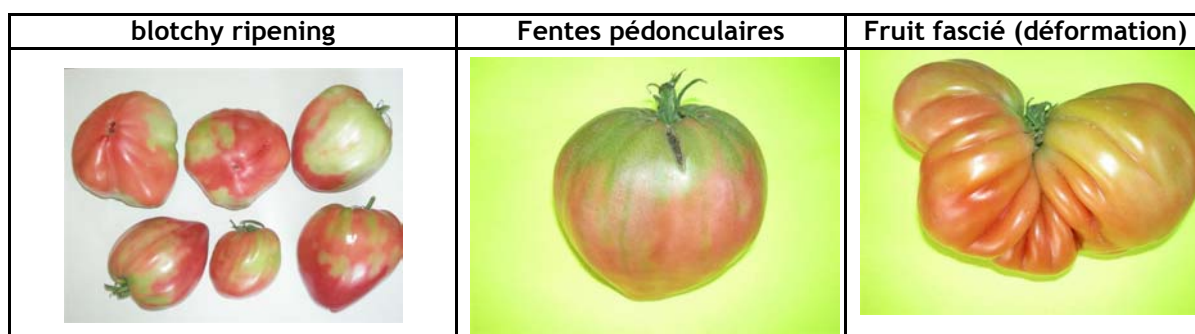 blotchy ripening
Fentes pédonculaires
Fruit fascié (déformation)